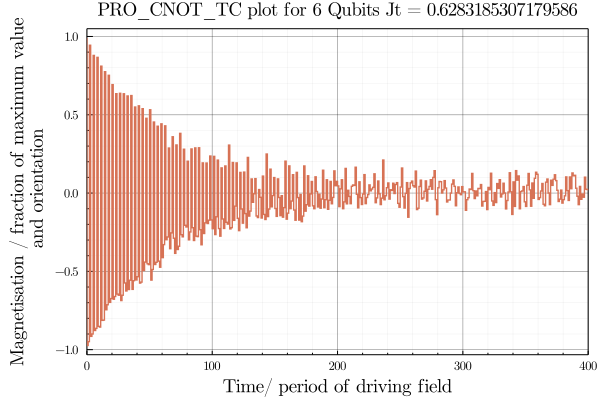 PRO_CNOT_TC plot for 6 Qubits Jt = 0.6283185307179586
Magnetisation / fraction of maximum value
and orientation
1.0
0.5
0.0
−0.5
−1.0
0 100 200 300 400
Time/ period of driving field